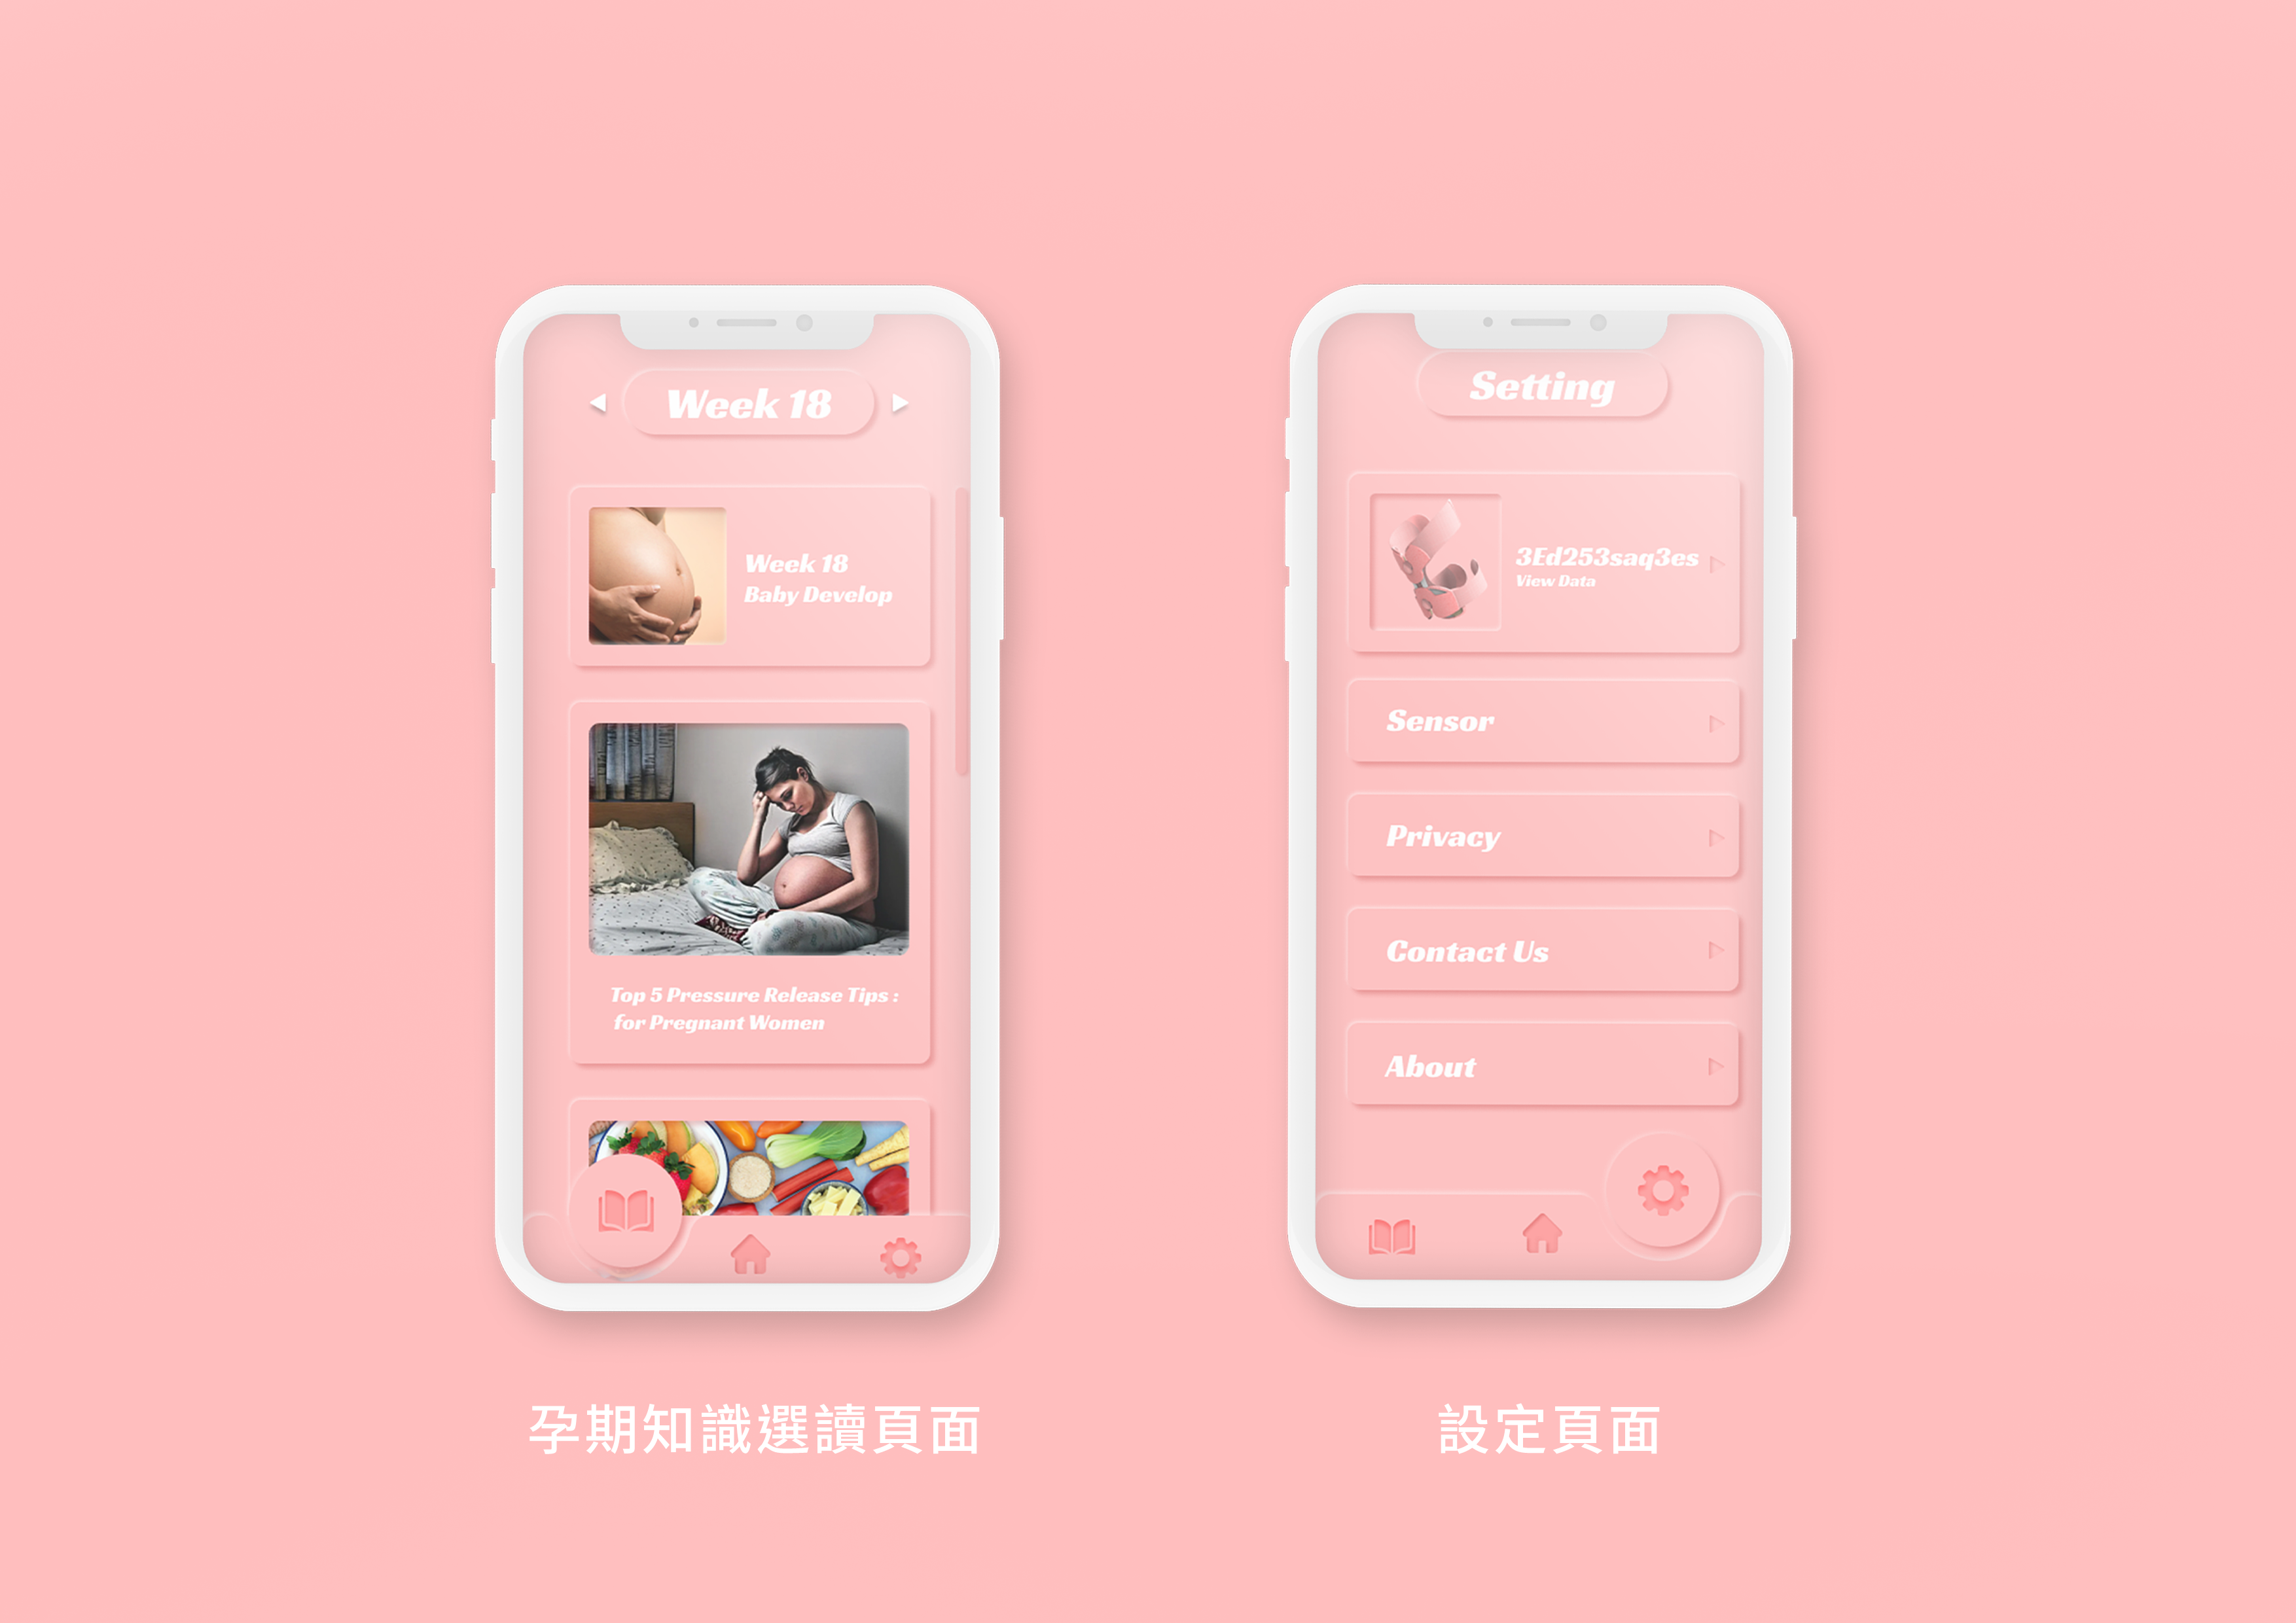 Week 18
Week 18
Baby Develop
Top 5 Pressure Release Tips :
for Pregnant Women
孕期知識選讀頁面
Setting
3Ed253saq3es
View Data
Sensor
Privacy
Contact Us
About
設定頁面